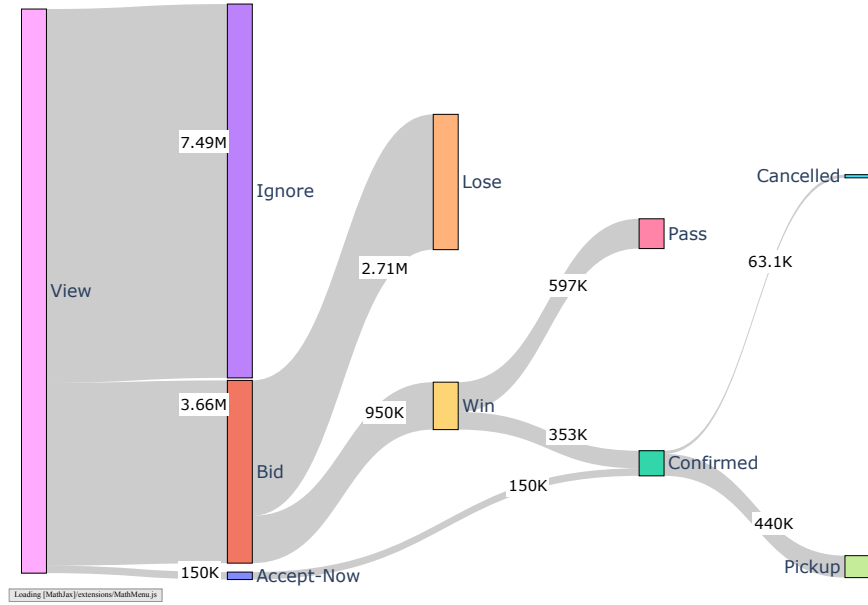 7.49M
Ignore
Lose
Cancelled
Pass
63.1K
2.71M
View
597K
3.66M
950K
Win
353K
Bid
Confirmed
150K
440K
150K
Accept-Now
Pickup
Loading [MathJax]/extensions/MathMenu.js